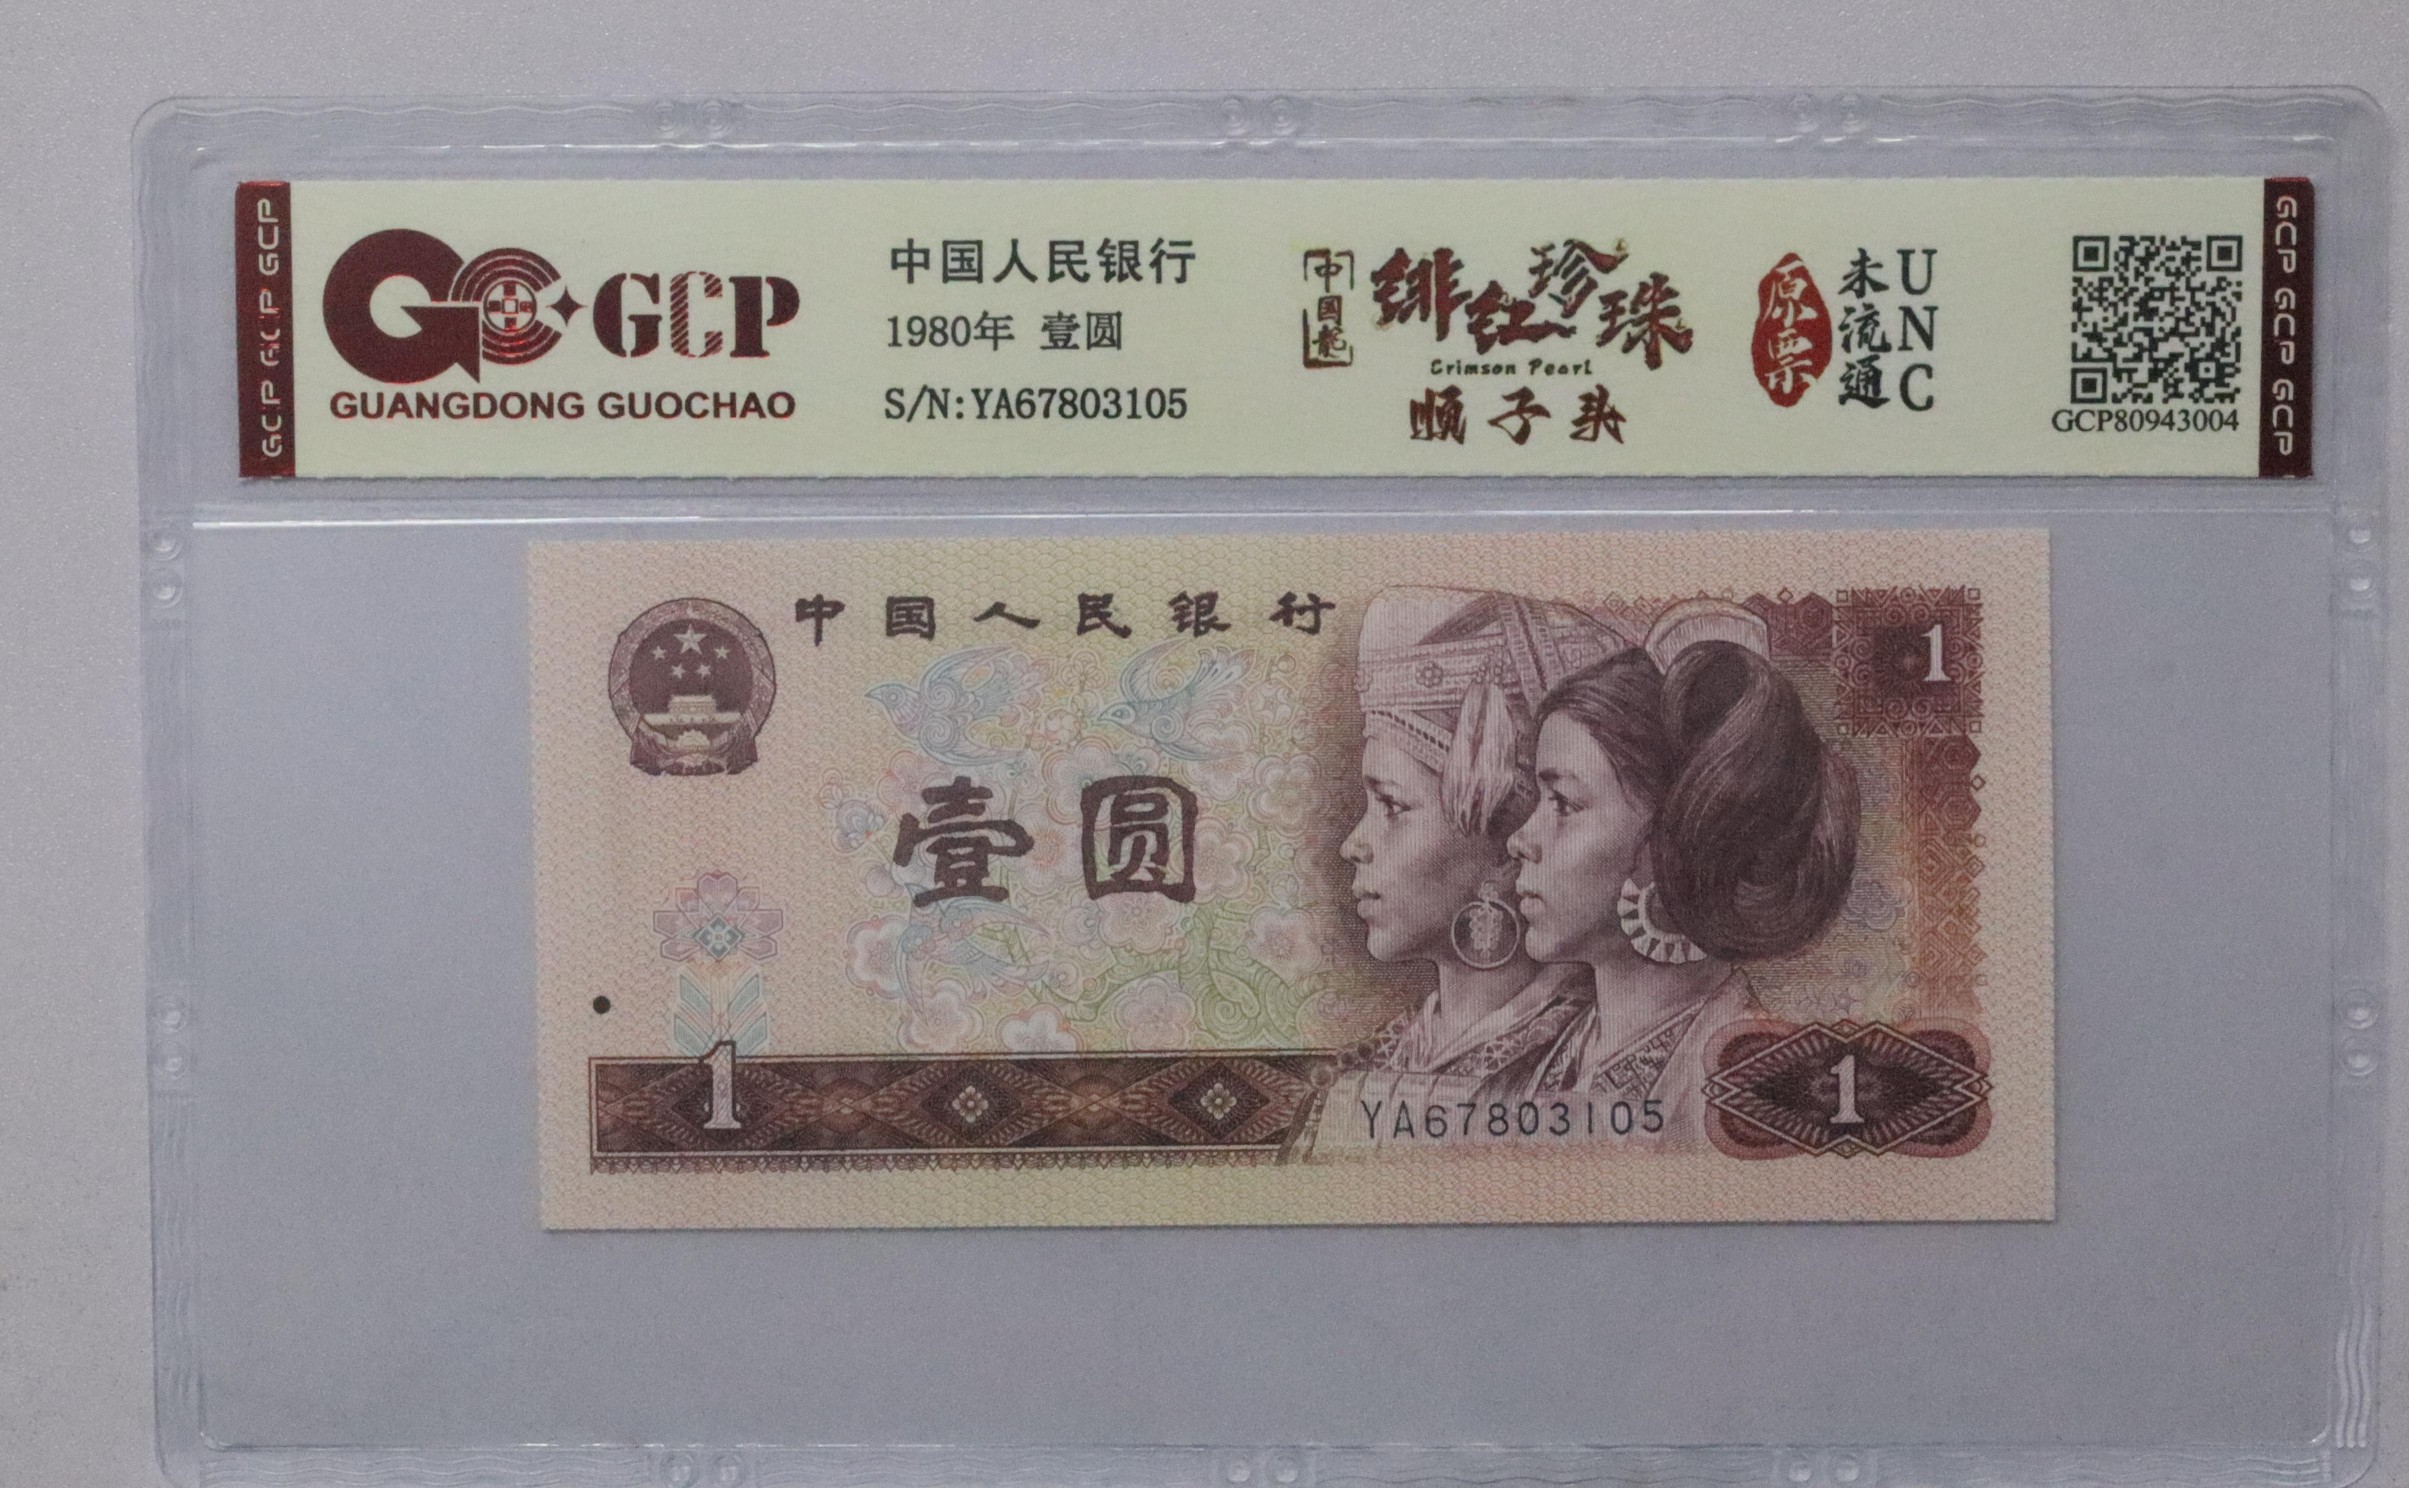 GCP GCP GCP
GCP
GUANGDONG GUOCHAO
中国人民银行
1980年 壹圆
S/N:YA67803105
中国龍
绯红珍珠
Crimson Pearl
顺子头
原票
未流通
UNC
GCP80943004
GCP GCP GCP
中国人民银行
1
壹圆
1
YA67803105
1